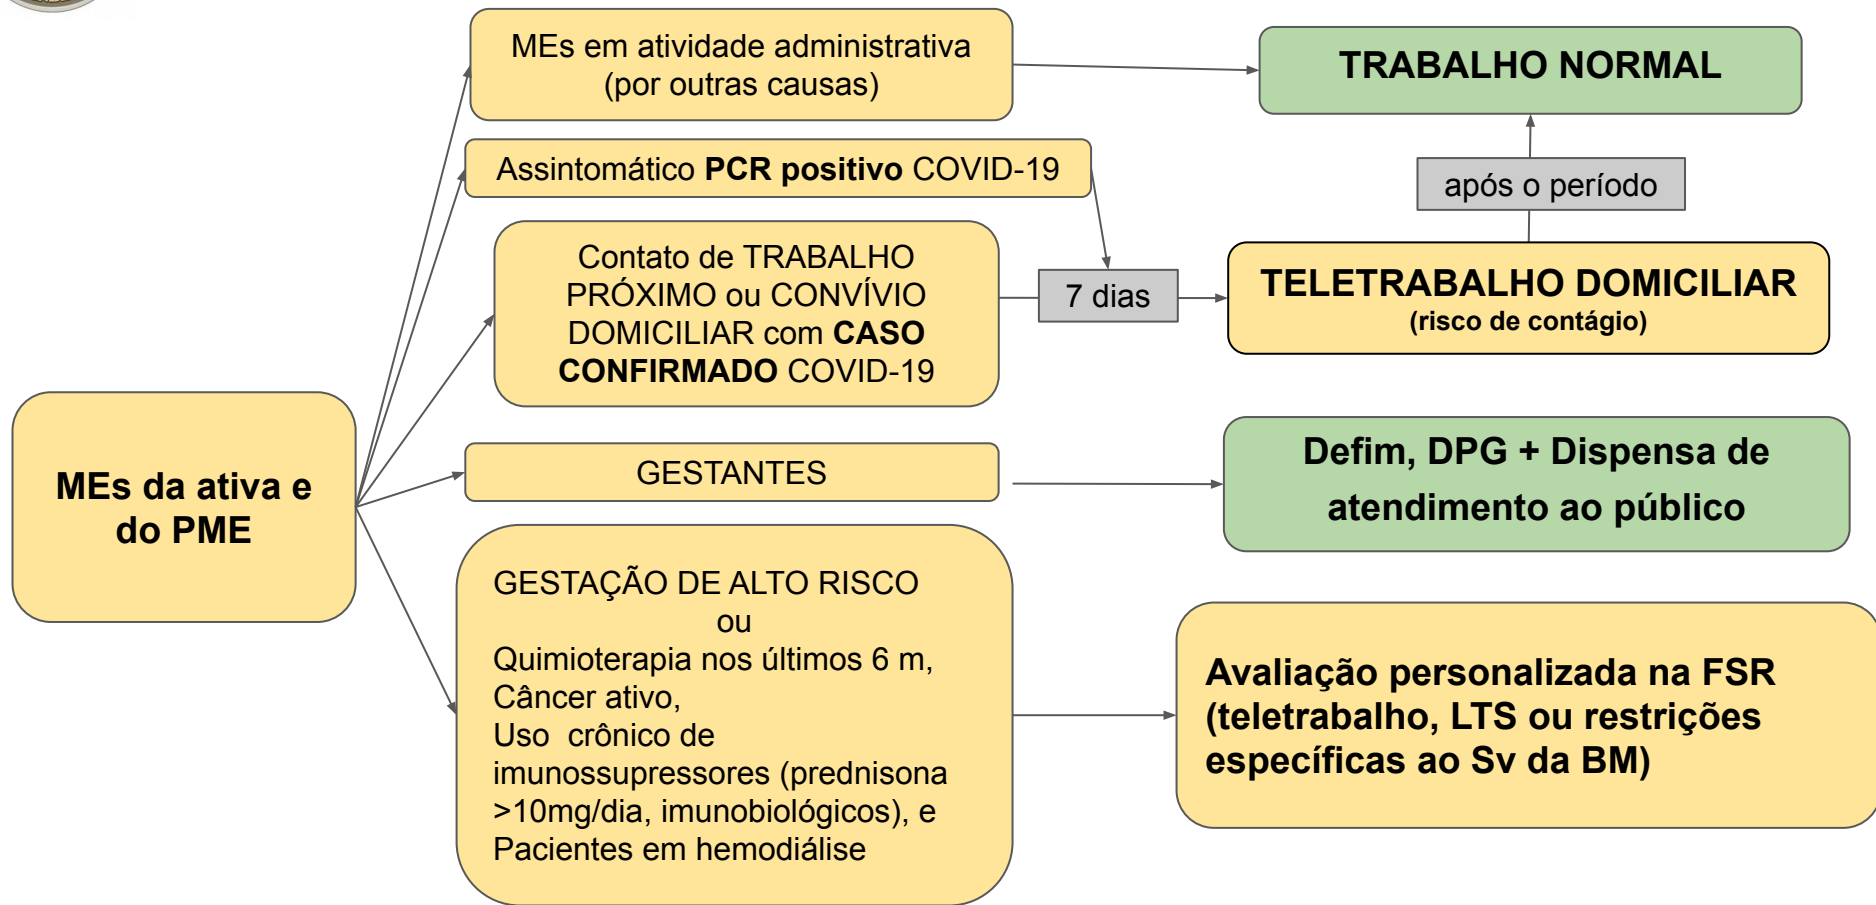 MEs em atividade administrativa
(por outras causas)
TRABALHO NORMAL
Assintomático PCR positivo COVID-19
após o período
Contato de TRABALHO
PRÓXIMO ou CONVÍVIO
DOMICILIAR com CASO
CONFIRMADO COVID-19
7 dias
TELETRABALHO DOMICILIAR
(risco de contágio)
MEs da ativa e
do PME
GESTANTES
Defim, DPG + Dispensa de
atendimento ao público
GESTAÇÃO DE ALTO RISCO
ou
Quimioterapia nos últimos 6 m,
Câncer ativo,
Uso  crônico de
imunossupressores (prednisona
>10mg/dia, imunobiológicos), e
Pacientes em hemodiálise
Avaliação personalizada na FSR
(teletrabalho, LTS ou restrições
específicas ao Sv da BM)